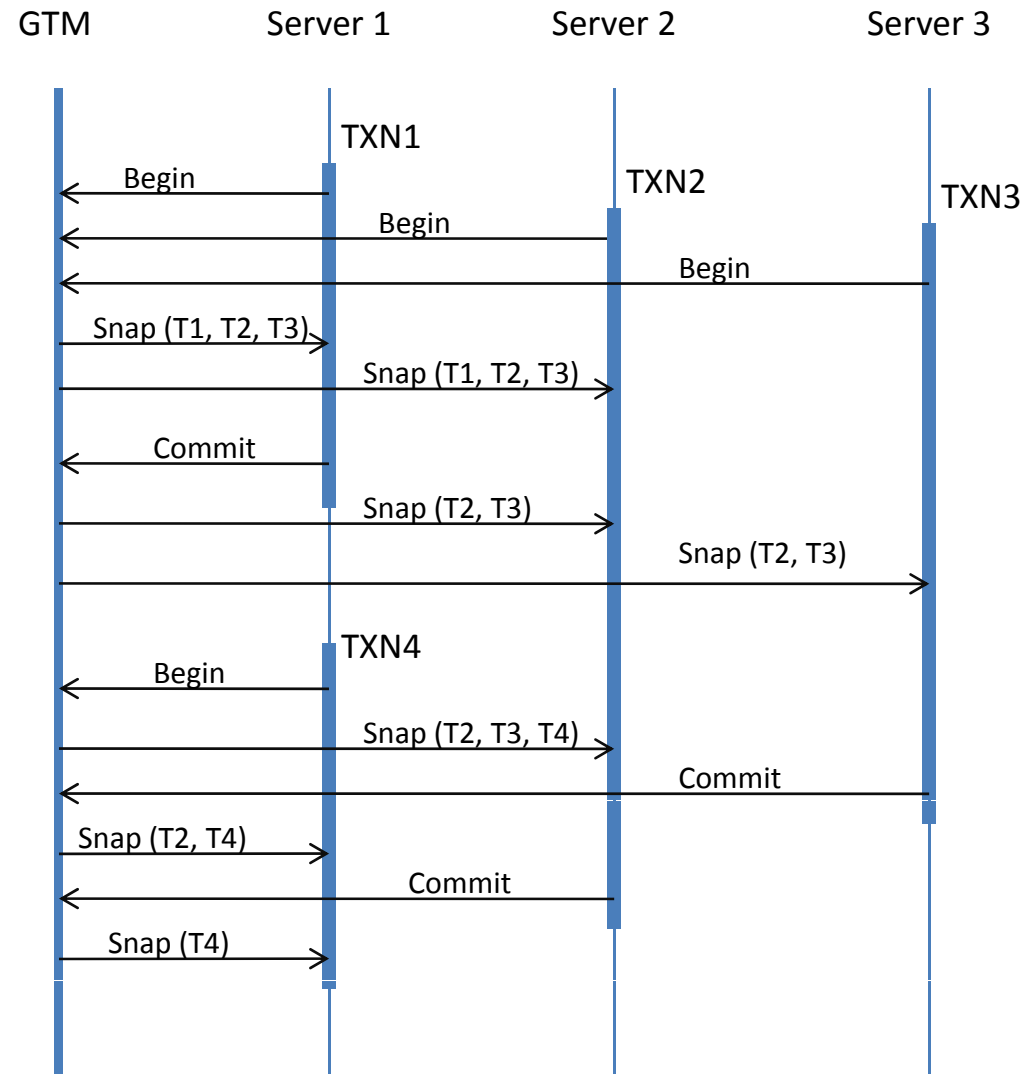 GTM Server 1 Server 2 Server 3
TXN1
Begin
TXN2
TXN3
Begin
Begin
Snap (T1, T2, T3)
Snap (T1, T2, T3)
Commit
Snap (T2, T3)
Snap (T2, T3)
TXN4
Begin
Snap (T2, T3, T4)
Commit
Snap (T2, T4)
Commit
Snap (T4)